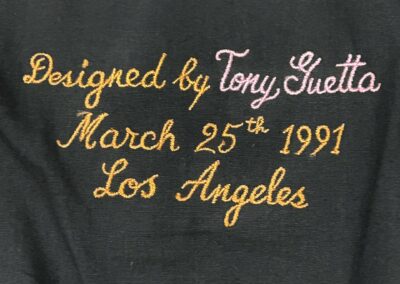 Designed by Tony Guetta
March 25th 1991
Los Angeles